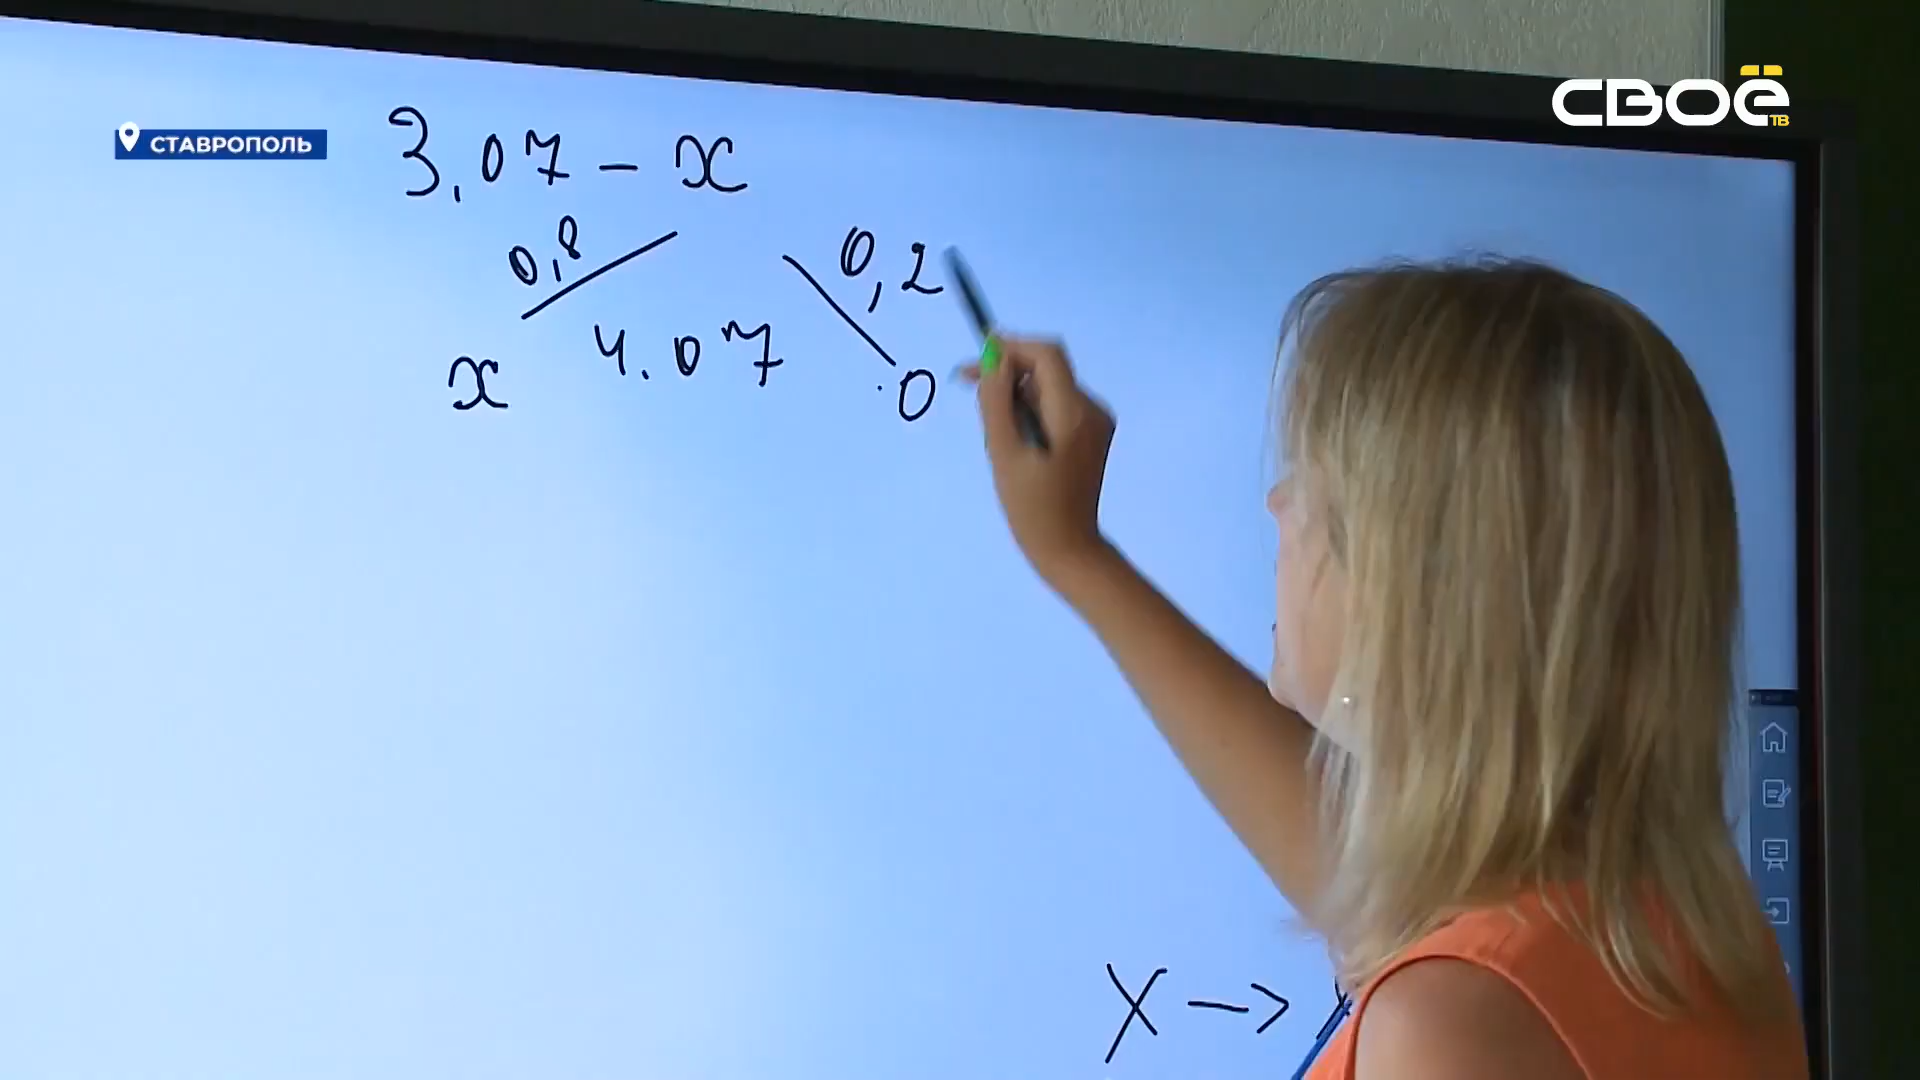 СВОЁ
ТВ
СТАВРОПОЛЬ
3,07 - x
0,8 0,2
x 4.07 0
X ->